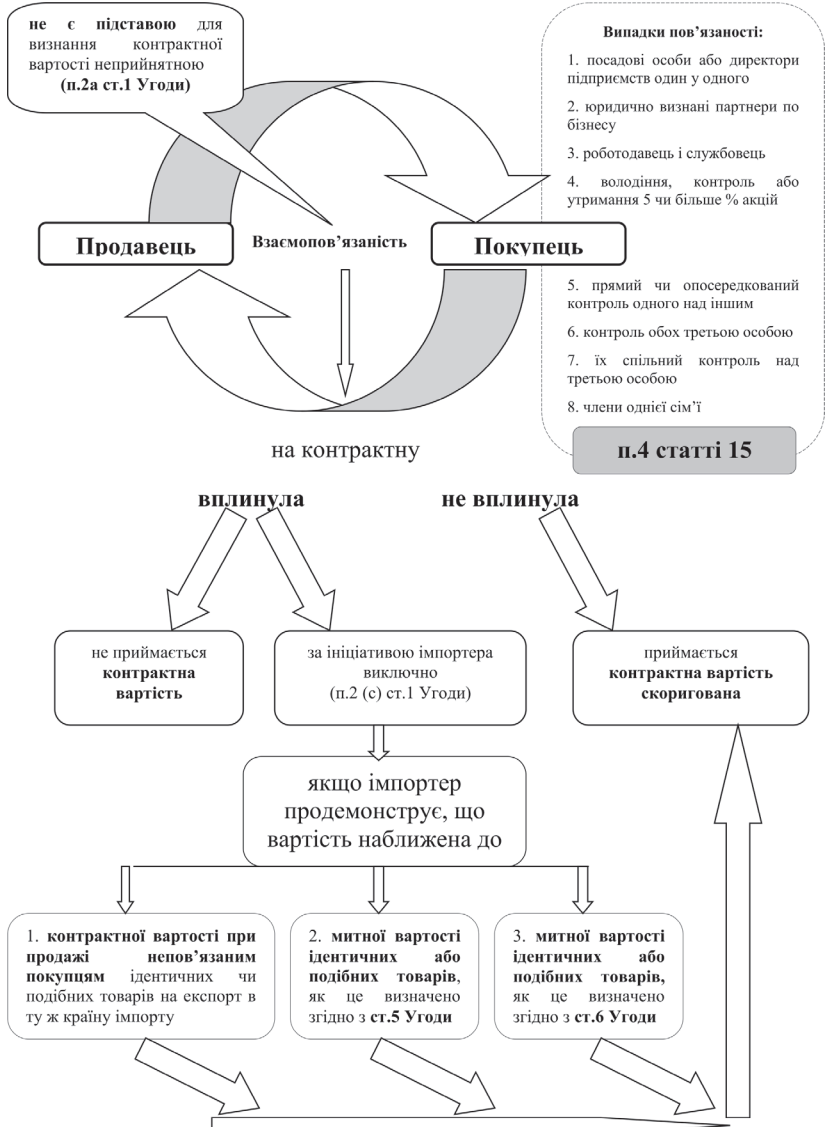 не є підставою для
визнання контрактної
вартості неприйнятною
(п.2а ст.1 Угоди)
Випадки пов’язаності:
1. посадові особи або директори
підприємств один у одного
2. юридично визнані партнери по
бізнесу
3. роботодавець і службовець
4. володіння, контроль або
утримання 5 чи більше % акцій
Продавець
Взаємопов’язаність
Покупець
5. прямий чи опосередкований
контроль одного над іншим
6. контроль обох третьою особою
7. їх спільний контроль над
третьою особою
8. члени однієї сім’ї
п.4 статті 15
на контрактну
вплинула
не вплинула
не приймається
контрактна
вартість
за ініціативою імпортера
виключно
(п.2 (с) ст.1 Угоди)
приймається
контрактна вартість
скоригована
якщо імпортер
продемонструє, що
вартість наближена до
1. контрактної вартості при
продажі непов’язаним
покупцям ідентичних чи
подібних товарів на експорт в
ту ж країну імпорту
2. митної вартості
ідентичних або
подібних товарів,
як це визначено
згідно з ст.5 Угоди
3. митної вартості
ідентичних або
подібних товарів,
як це визначено
згідно з ст.6 Угоди